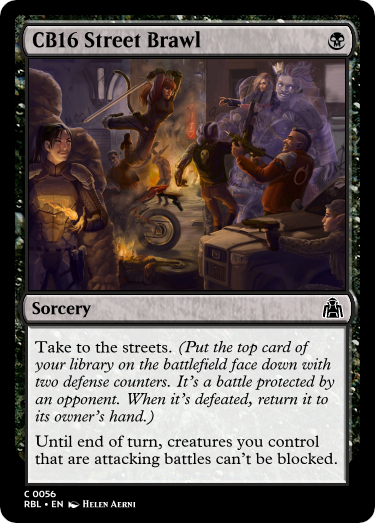 CB16 Street Brawl
Sorcery
Take to the streets. (Put the top card of
your library on the battlefield face down with
two defense counters. It's a battle protected by
an opponent. When it's defeated, return it to
its owner's hand.)
Until end of turn, creatures you control
that are attacking battles can't be blocked.
C 0056
RBL • EN Helen Aerni